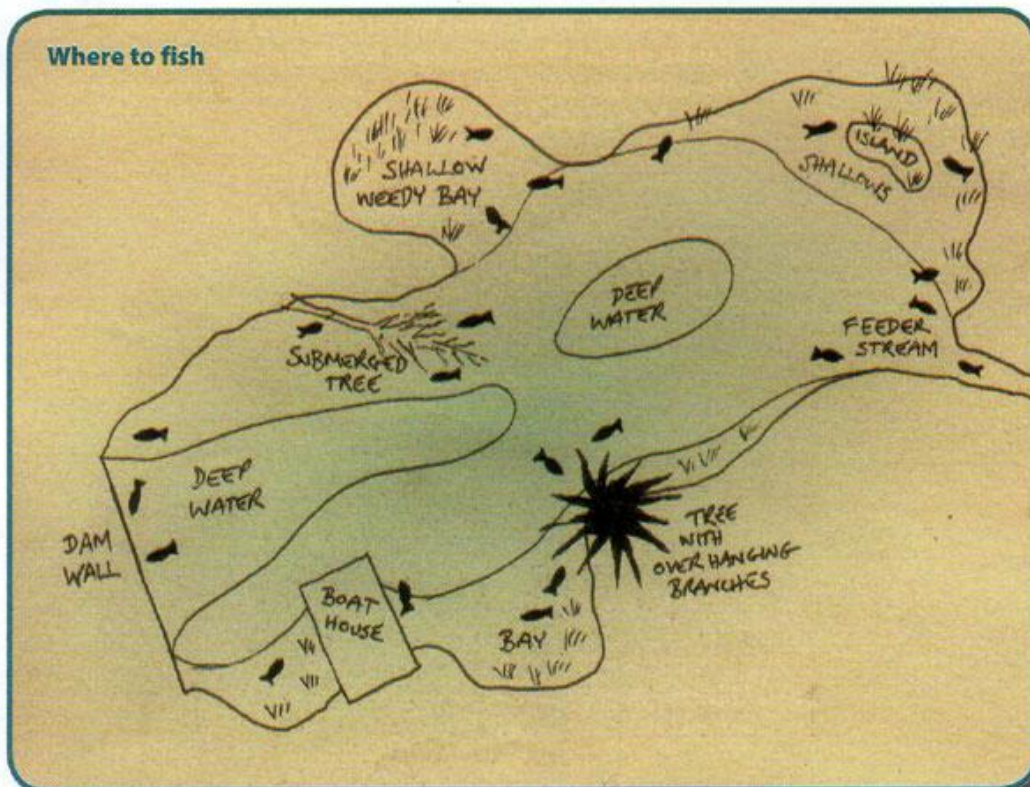 Where to fish
SHALLOW
WEEDY BAY
ISLAND
SHALLOWS
DEEP
WATER
FEEDER
STREAM
SUBMERGED
TREE
DEEP
WATER
DAM
WALL
TREE
WITH
OVERHANGING
BRANCHES
BOAT
HOUSE
BAY